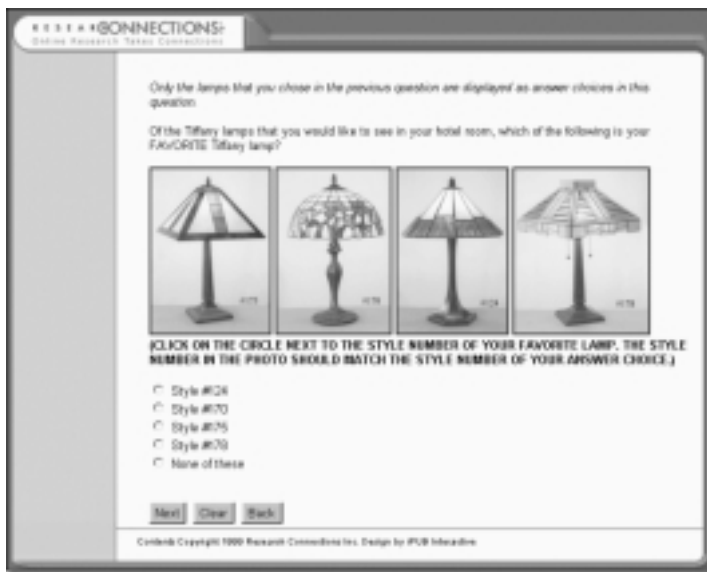 RESEAR CONNECTIONS
Online Research Takes Connections
Only the lamps that you chose in the previous question are displayed as answer choices in this
question.
Of the Tiffany lamps that you would like to see in your hotel room, which of the following is your
FAVORITE Tiffany lamp?
(CLICK ON THE CIRCLE NEXT TO THE STYLE NUMBER OF YOUR FAVORITE LAMP. THE STYLE
NUMBER IN THE PHOTO SHOULD MATCH THE STYLE NUMBER OF YOUR ANSWER CHOICE.)
Style #124
Style #170
Style #175
Style #178
None of these
Next Clear Back
Contents Copyright 1999 Research Connections Inc. Design by iPUB Interactive